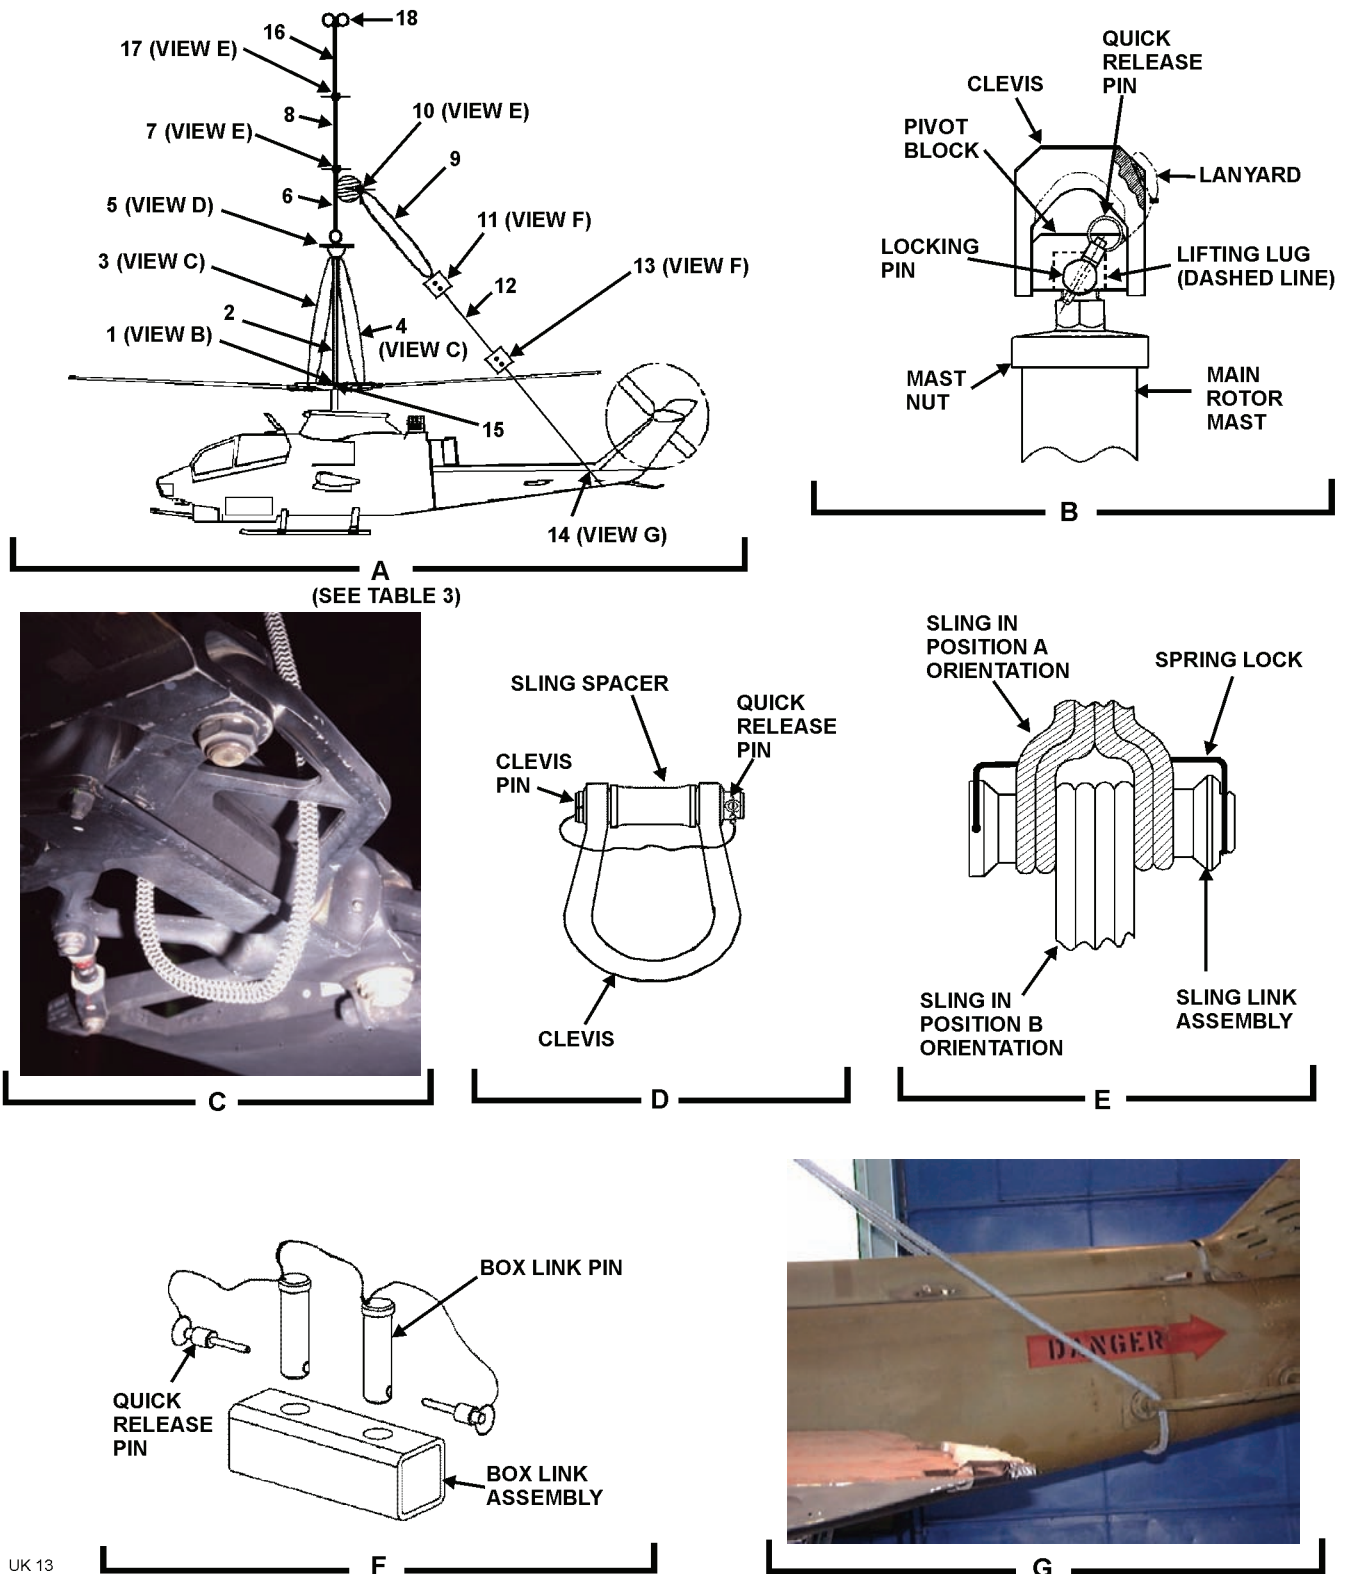 18
16
17 (VIEW E)
8
7 (VIEW E)
10 (VIEW E)
9
6
5 (VIEW D)
11 (VIEW F)
3 (VIEW C)
13 (VIEW F)
12
2
1 (VIEW B)
4
(VIEW C)
15
14 (VIEW G)
A
(SEE TABLE 3)
QUICK
RELEASE
PIN
CLEVIS
PIVOT
BLOCK
LANYARD
LOCKING
PIN
LIFTING LUG
(DASHED LINE)
MAST
NUT
MAIN
ROTOR
MAST
B
C
SLING SPACER
QUICK
RELEASE
PIN
CLEVIS
PIN
CLEVIS
D
SLING IN
POSITION A
ORIENTATION
SPRING LOCK
SLING IN
POSITION B
ORIENTATION
SLING LINK
ASSEMBLY
E
BOX LINK PIN
QUICK
RELEASE
PIN
BOX LINK
ASSEMBLY
F
DANGER
G
UK 13